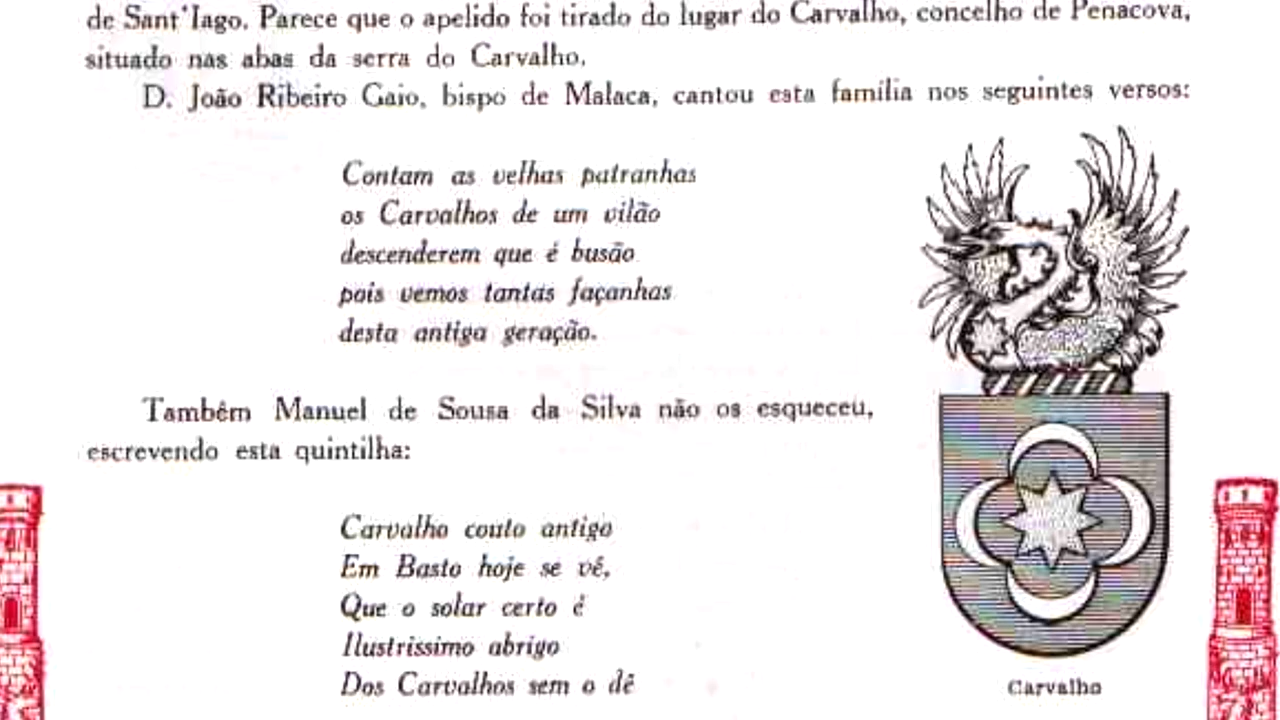 de Sant'Iago. Parece que o apelido foi tirado do lugar do Carvalho, concelho de Penacova,
situado nas abas da serra do Carvalho.
D. João Ribeiro Gaio, bispo de Malaca, cantou esta família nos seguintes versos:
Contam as velhas patranhas
os Carvalhos de um vilão
descenderem que é busão
pois vemos tantas façanhas
desta antiga geração.
Também Manuel de Sousa da Silva não os esqueceu,
escrevendo esta quintilha:
Carvalho couto antigo
Em Basto hoje se vê,
Que o solar certo é
Ilustrissimo abrigo
Dos Carvalhos sem o dê
Carvalho